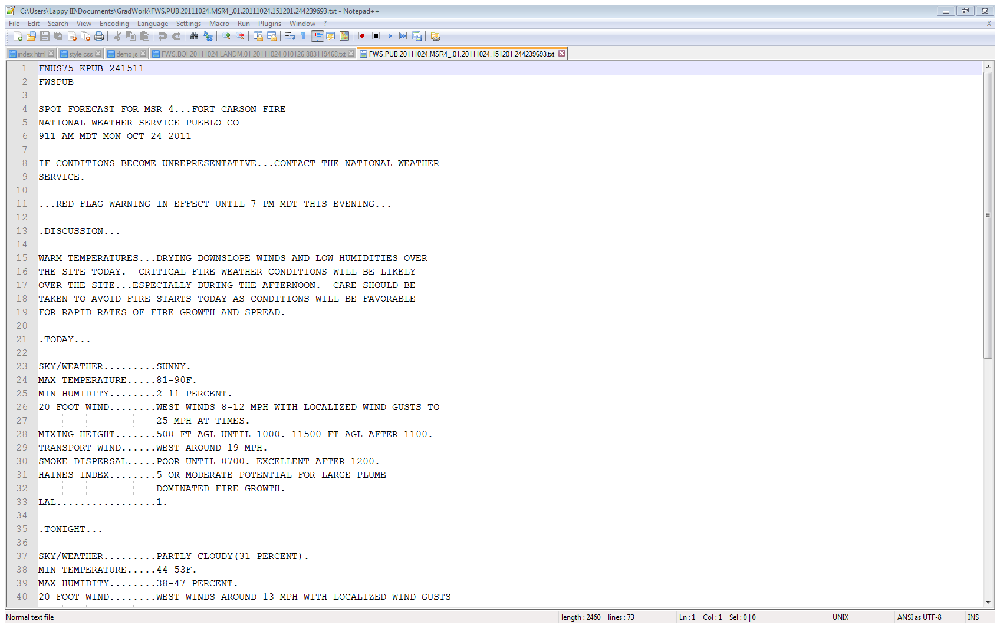 C:\Users\Lappy III\Documents\GradWork\FWS.PUB.20111024.MSR4_.01.20111024.151201.244239693.txt - Notepad++
File Edit Search View Encoding Language Settings Macro Run Plugins Window ? X
index.html style.css demo.js FWS.BOI.20111024.LANDM.01.20111024.010126.883119468.txt FWS.PUB.20111024.MSR4_.01.20111024.151201.244239693.txt
1 FNUS75 KPUB 241511
2 FWSPUB
3
4 SPOT FORECAST FOR MSR 4...FORT CARSON FIRE
5 NATIONAL WEATHER SERVICE PUEBLO CO
6 911 AM MDT MON OCT 24 2011
7
8 IF CONDITIONS BECOME UNREPRESENTATIVE...CONTACT THE NATIONAL WEATHER
9 SERVICE.
10
11 ...RED FLAG WARNING IN EFFECT UNTIL 7 PM MDT THIS EVENING...
12
13 .DISCUSSION...
14
15 WARM TEMPERATURES...DRYING DOWNSLOPE WINDS AND LOW HUMIDITIES OVER
16 THE SITE TODAY.  CRITICAL FIRE WEATHER CONDITIONS WILL BE LIKELY
17 OVER THE SITE...ESPECIALLY DURING THE AFTERNOON.  CARE SHOULD BE
18 TAKEN TO AVOID FIRE STARTS TODAY AS CONDITIONS WILL BE FAVORABLE
19 FOR RAPID RATES OF FIRE GROWTH AND SPREAD.
20
21 .TODAY...
22
23 SKY/WEATHER.........SUNNY.
24 MAX TEMPERATURE.....81-90F.
25 MIN HUMIDITY........2-11 PERCENT.
26 20 FOOT WIND........WEST WINDS 8-12 MPH WITH LOCALIZED WIND GUSTS TO
27 25 MPH AT TIMES.
28 MIXING HEIGHT.......500 FT AGL UNTIL 1000. 11500 FT AGL AFTER 1100.
29 TRANSPORT WIND......WEST AROUND 19 MPH.
30 SMOKE DISPERSAL.....POOR UNTIL 0700. EXCELLENT AFTER 1200.
31 HAINES INDEX........5 OR MODERATE POTENTIAL FOR LARGE PLUME
32 DOMINATED FIRE GROWTH.
33 LAL.................1.
34
35 .TONIGHT...
36
37 SKY/WEATHER.........PARTLY CLOUDY(31 PERCENT).
38 MIN TEMPERATURE.....44-53F.
39 MAX HUMIDITY........38-47 PERCENT.
40 20 FOOT WIND........WEST WINDS AROUND 13 MPH WITH LOCALIZED WIND GUSTS
Normal text file length : 2460 lines : 73 Ln : 1 Col : 1 Sel : 0 | 0 UNIX ANSI as UTF-8 INS